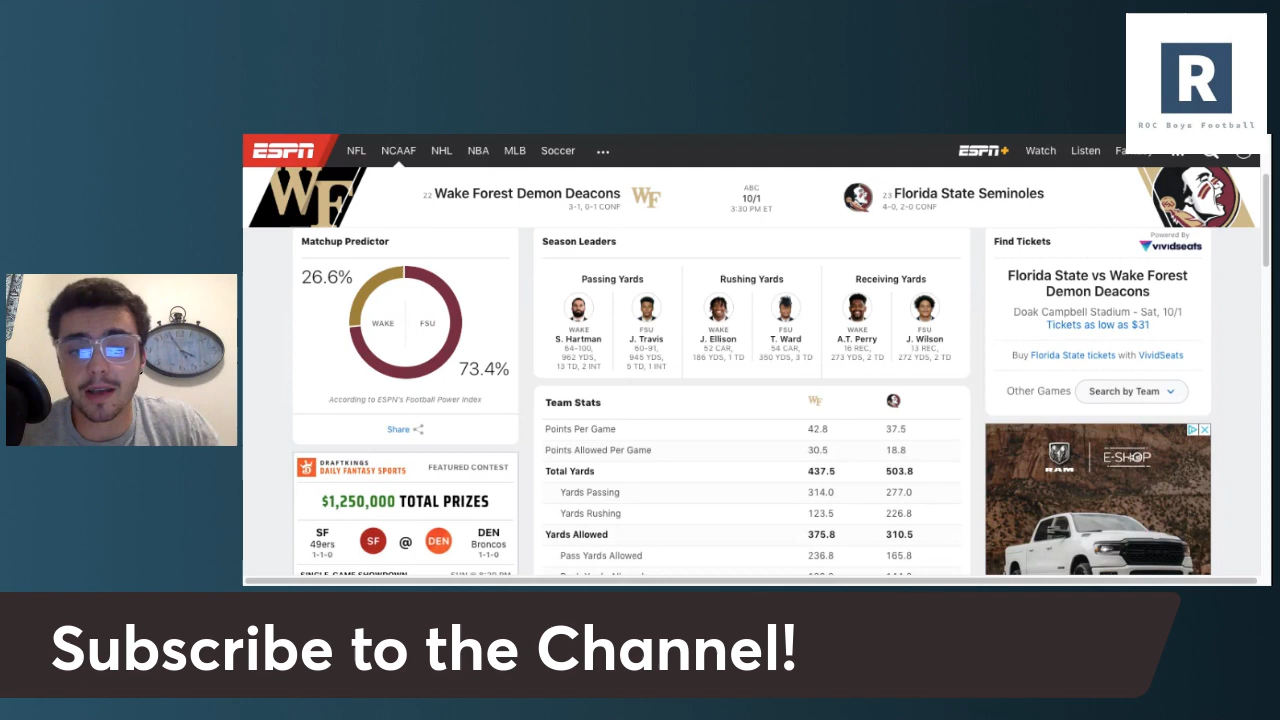 R
ROC Boys Football
ESPN
NFL NCAAF NHL NBA MLB Soccer ...
ESPN+ Watch Listen
WF
22 Wake Forest Demon Deacons
3-1, 0-1 CONF
WF
ABC
10/1
3:30 PM ET
23 Florida State Seminoles
4-0, 2-0 CONF
Matchup Predictor
26.6%
WAKE FSU
73.4%
According to ESPN's Football Power Index
Share
DRAFTKINGS
DAILY FANTASY SPORTS
FEATURED CONTEST
$1,250,000 TOTAL PRIZES
SF
49ers
1-1-0
SF @ DEN
DEN
Broncos
1-1-0
SINGLE-GAME SHOWDOWN
Season Leaders
Passing Yards
WAKE
S. Hartman
64-100,
962 YDS,
13 TD, 2 INT
FSU
J. Travis
60-91,
945 YDS,
5 TD, 1 INT
Rushing Yards
WAKE
J. Ellison
52 CAR,
186 YDS, 1 TD
FSU
T. Ward
54 CAR,
350 YDS, 3 TD
Receiving Yards
WAKE
A.T. Perry
16 REC,
273 YDS, 2 TD
FSU
J. Wilson
13 REC,
272 YDS, 2 TD
Team Stats WF
Points Per Game 42.8 37.5
Points Allowed Per Game 30.5 18.8
Total Yards 437.5 503.8
Yards Passing 314.0 277.0
Yards Rushing 123.5 226.8
Yards Allowed 375.8 310.5
Pass Yards Allowed 236.8 165.8
Find Tickets
Powered By
vividseats
Florida State vs Wake Forest
Demon Deacons
Doak Campbell Stadium - Sat, 10/1
Tickets as low as $31
Buy Florida State tickets with VividSeats
Other Games Search by Team
RAM
E-SHOP
Subscribe to the Channel!